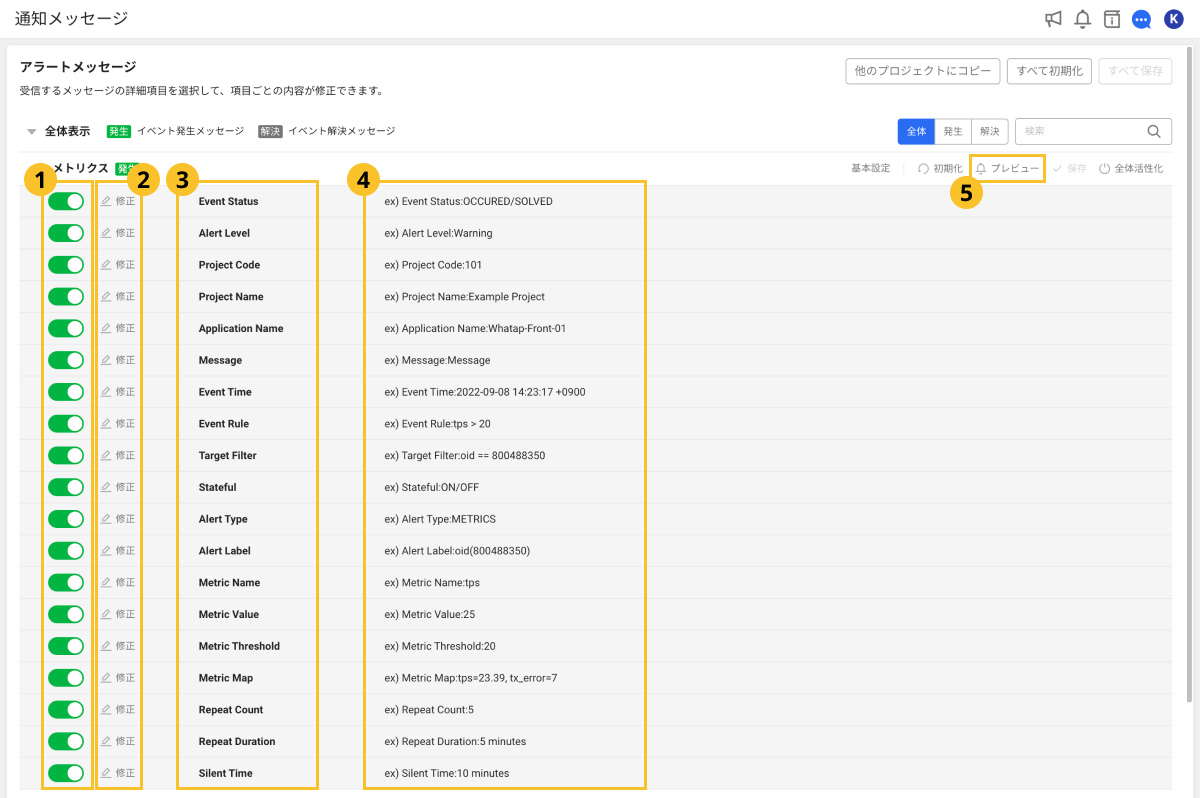 通知メッセージ
K
アラートメッセージ
他のプロジェクトにコピー すべて初期化 すべて保存
受信するメッセージの詳細項目を選択して、項目ごとの内容が修正できます。
全体表示 発生 イベント発生メッセージ 解決 イベント解決メッセージ 全体 発生 解決 検索
メトリクス 基本設定 初期化 プレビュー 保存 全体活性化
1 2 3 4 5
修正 Event Status ex) Event Status:OCCURED/SOLVED
修正 Alert Level ex) Alert Level:Warning
修正 Project Code ex) Project Code:101
修正 Project Name ex) Project Name:Example Project
修正 Application Name ex) Application Name:Whatap-Front-01
修正 Message ex) Message:Message
修正 Event Time ex) Event Time:2022-09-08 14:23:17 +0900
修正 Event Rule ex) Event Rule:tps > 20
修正 Target Filter ex) Target Filter:oid == 800488350
修正 Stateful ex) Stateful:ON/OFF
修正 Alert Type ex) Alert Type:METRICS
修正 Alert Label ex) Alert Label:oid(800488350)
修正 Metric Name ex) Metric Name:tps
修正 Metric Value ex) Metric Value:25
修正 Metric Threshold ex) Metric Threshold:20
修正 Metric Map ex) Metric Map:tps=23.39, tx_error=7
修正 Repeat Count ex) Repeat Count:5
修正 Repeat Duration ex) Repeat Duration:5 minutes
修正 Silent Time ex) Silent Time:10 minutes